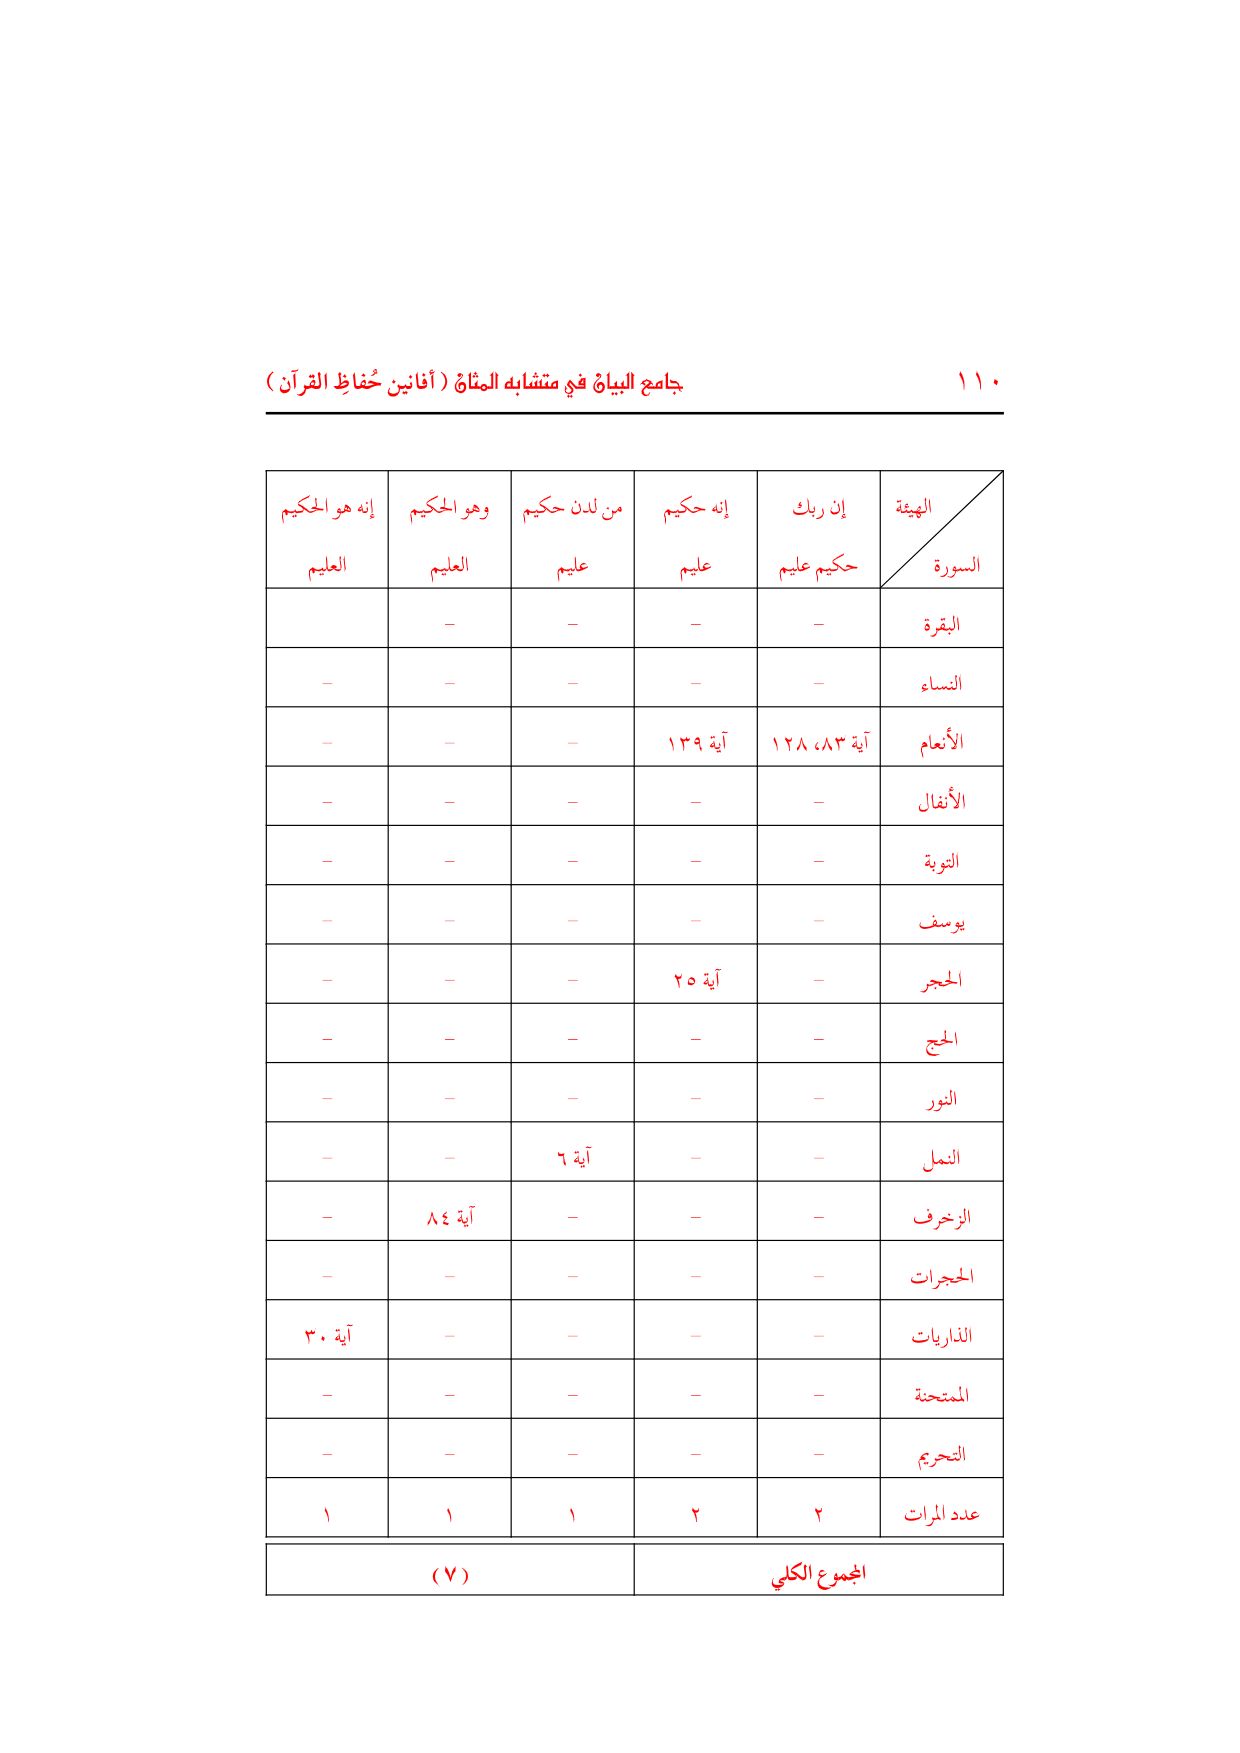 ١١٠ جامع البيان في متشابه المثان ( أفانين حُفاظِ القرآن )
الهيئة إن ربك إنه حكيم من لدن حكيم وهو الحكيم إنه هو الحكيم
السورة حكيم عليم عليم عليم العليم العليم
البقرة – – – –
النساء – – – – –
الأنعام آية ٨٣، ١٢٨ آية ١٣٩ – – –
الأنفال – – – – –
التوبة – – – – –
يوسف – – – – –
الحجر – آية ٢٥ – – –
الحج – – – – –
النور – – – – –
النمل – – آية ٦ – –
الزخرف – – – آية ٨٤ –
الحجرات – – – – –
الذاريات – – – – آية ٣٠
الممتحنة – – – – –
التحريم – – – – –
عدد المرات ٢ ٢ ١ ١ ١
المجموع الكلي (٧)